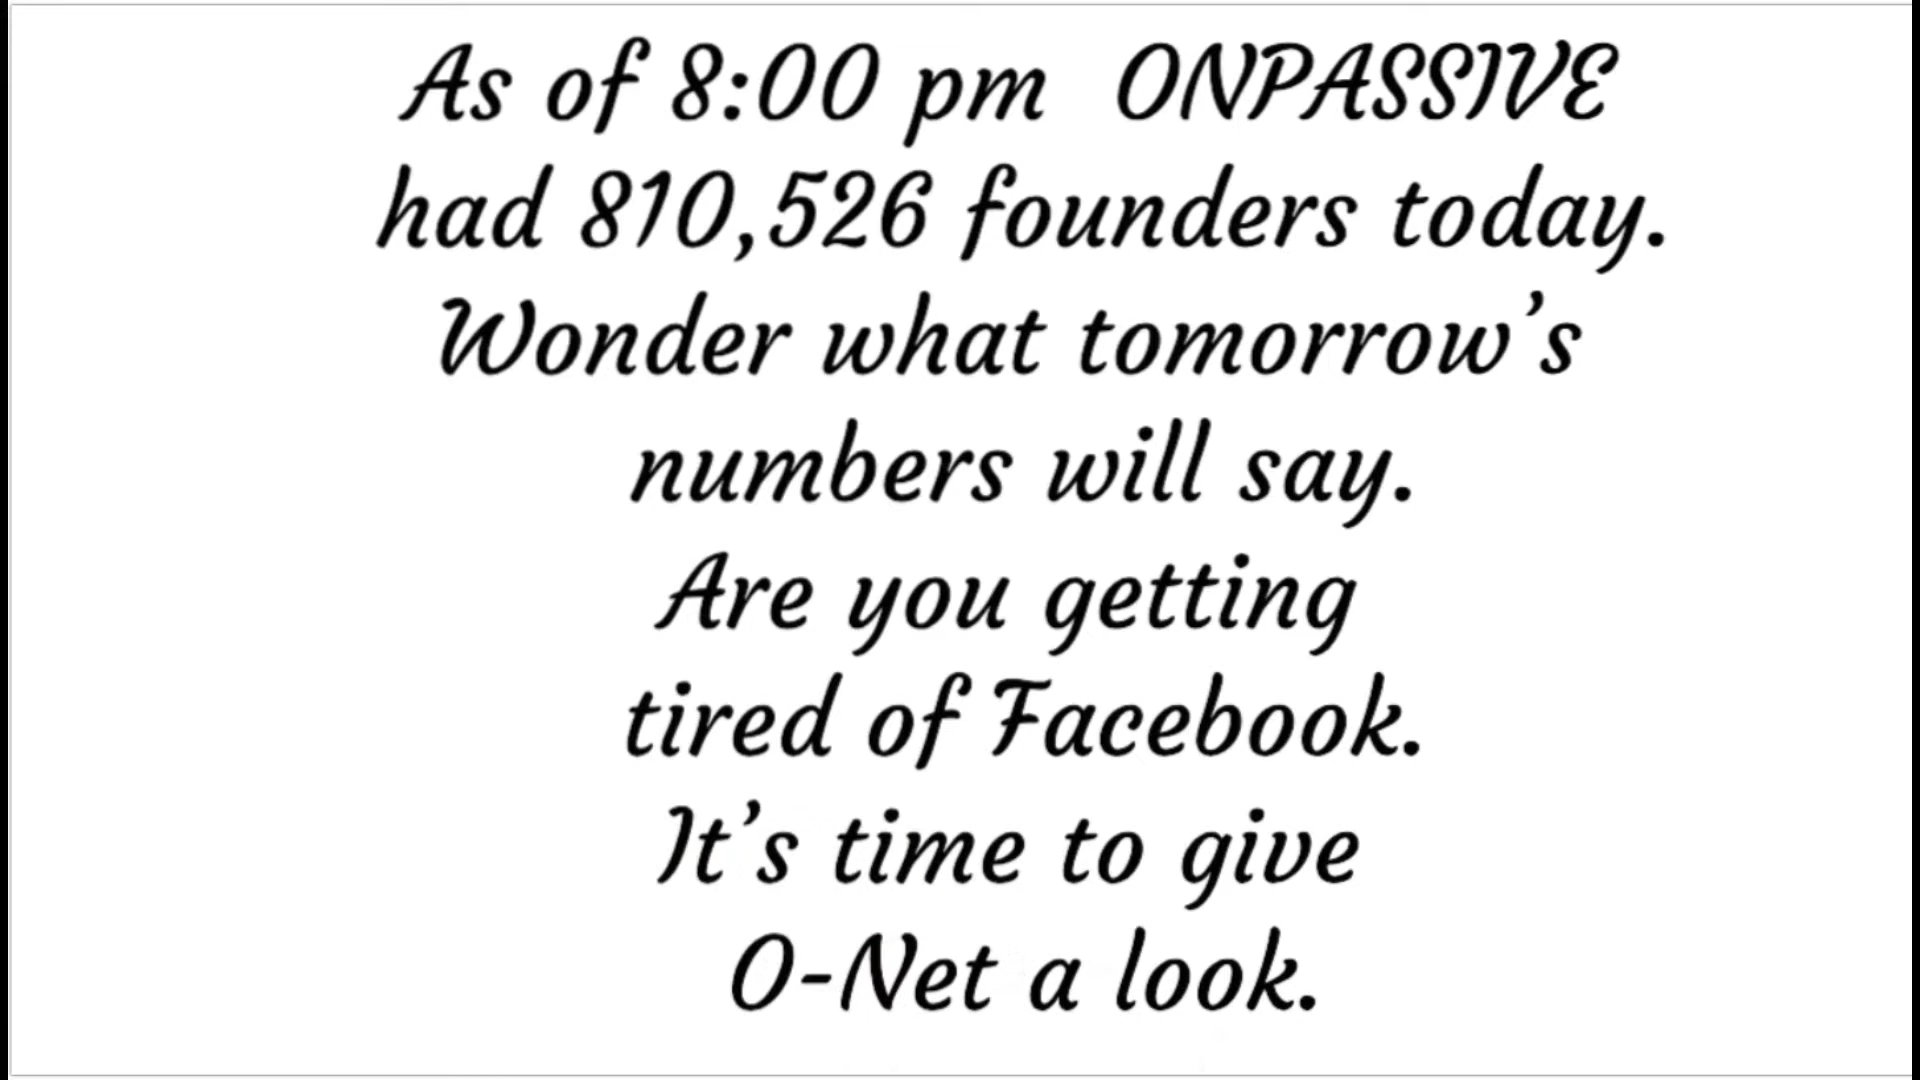 As of 8:00 pm ONPASSIVE
had 810,526 founders today.
Wonder what tomorrow’s
numbers will say.
Are you getting
tired of Facebook.
It’s time to give
O-Net a look.